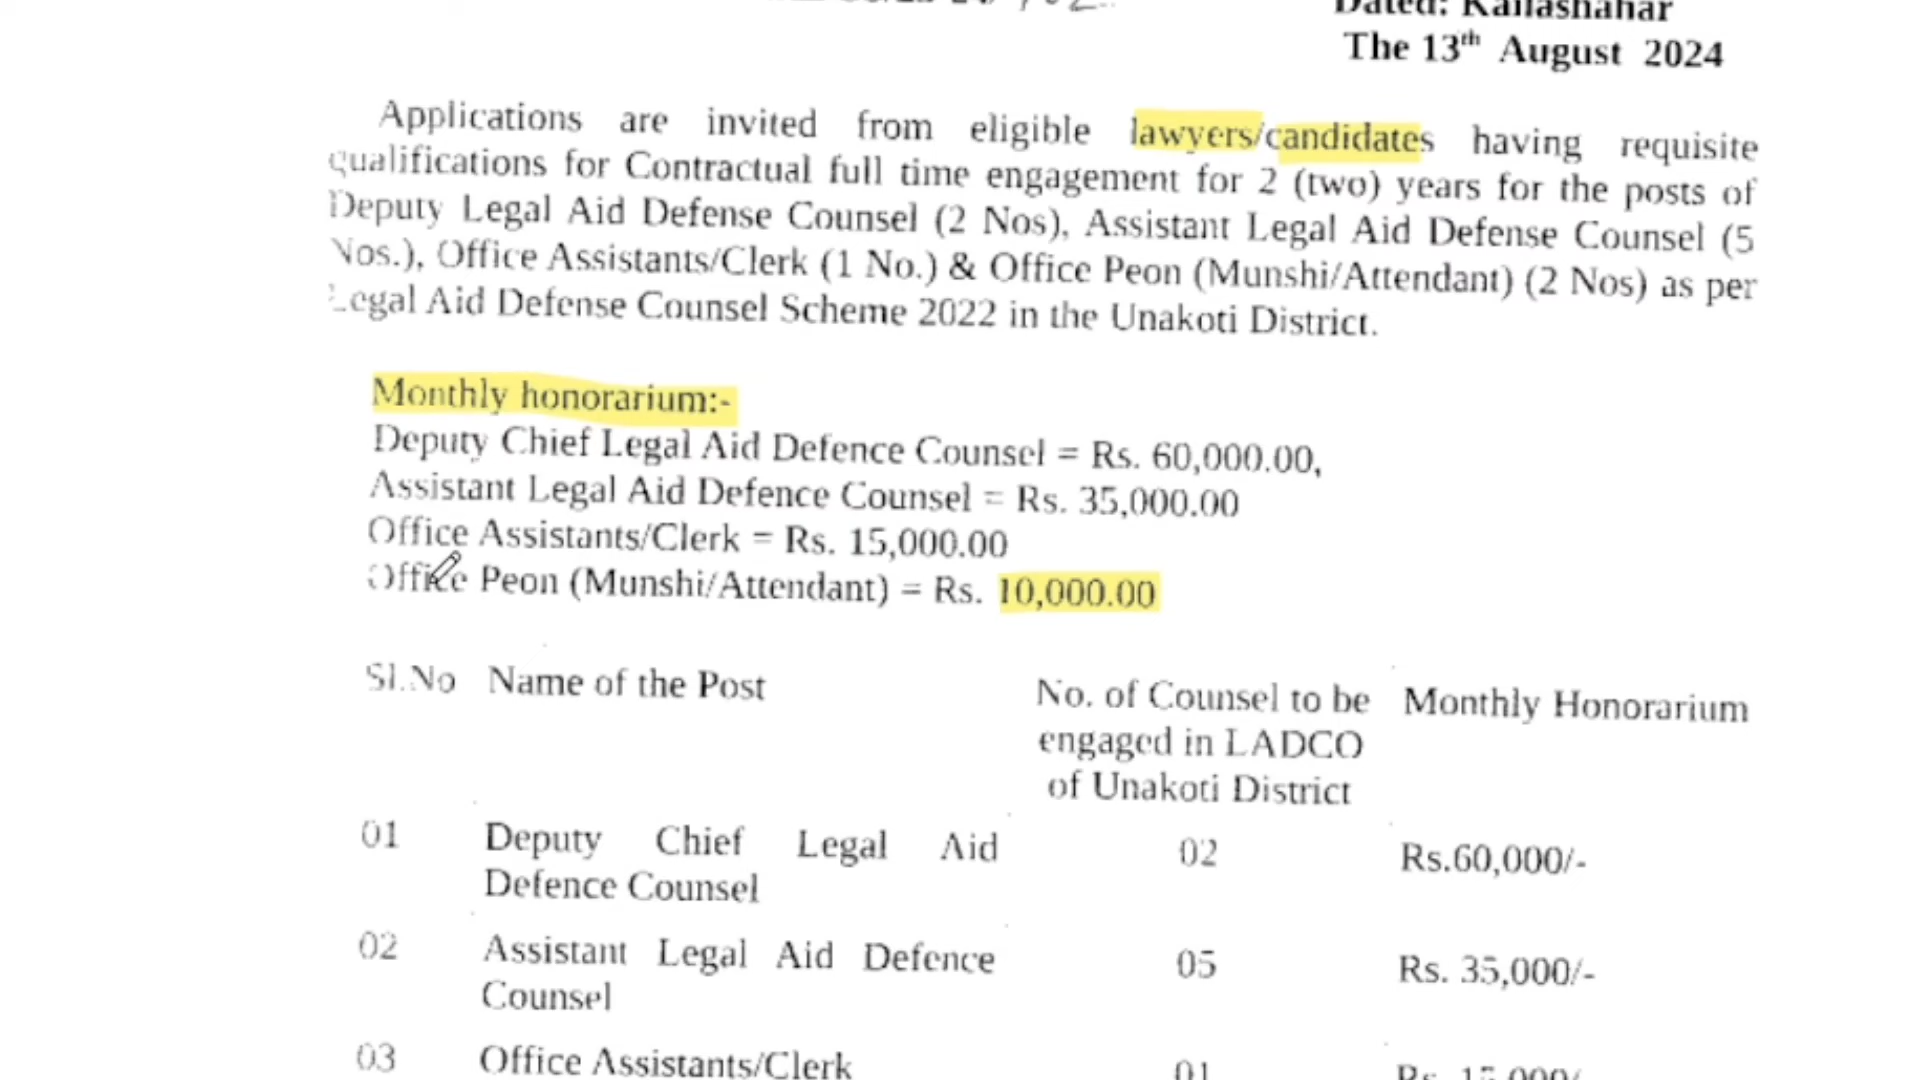 Dated: Kailashahar
The 13th August 2024
Applications are invited from eligible lawyers/candidates having requisite
qualifications for Contractual full time engagement for 2 (two) years for the posts of
Deputy Legal Aid Defense Counsel (2 Nos), Assistant Legal Aid Defense Counsel (5
Nos.), Office Assistants/Clerk (1 No.) & Office Peon (Munshi/Attendant) (2 Nos) as per
Legal Aid Defense Counsel Scheme 2022 in the Unakoti District.
Monthly honorarium:-
Deputy Chief Legal Aid Defence Counsel = Rs. 60,000.00,
Assistant Legal Aid Defence Counsel = Rs. 35,000.00
Office Assistants/Clerk = Rs. 15,000.00
Office Peon (Munshi/Attendant) = Rs. 10,000.00
Sl.No Name of the Post No. of Counsel to be Monthly Honorarium
engaged in LADCO
of Unakoti District
01 Deputy Chief Legal Aid 02 Rs.60,000/-
Defence Counsel
02 Assistant Legal Aid Defence 05 Rs. 35,000/-
Counsel
03 Office Assistants/Clerk 01 Rs. 15,000/-